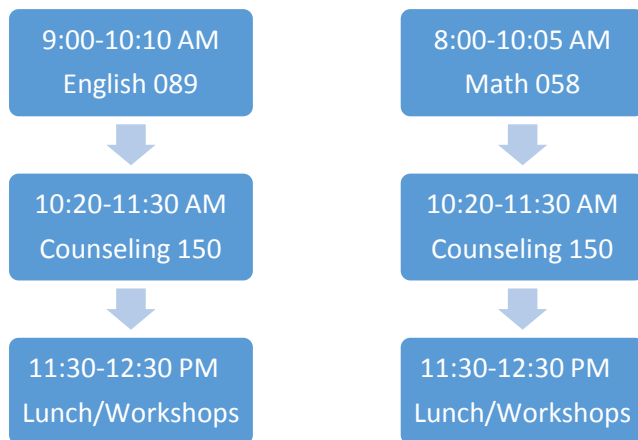 9:00-10:10 AM
English 089
10:20-11:30 AM
Counseling 150
11:30-12:30 PM
Lunch/Workshops
8:00-10:05 AM
Math 058
10:20-11:30 AM
Counseling 150
11:30-12:30 PM
Lunch/Workshops